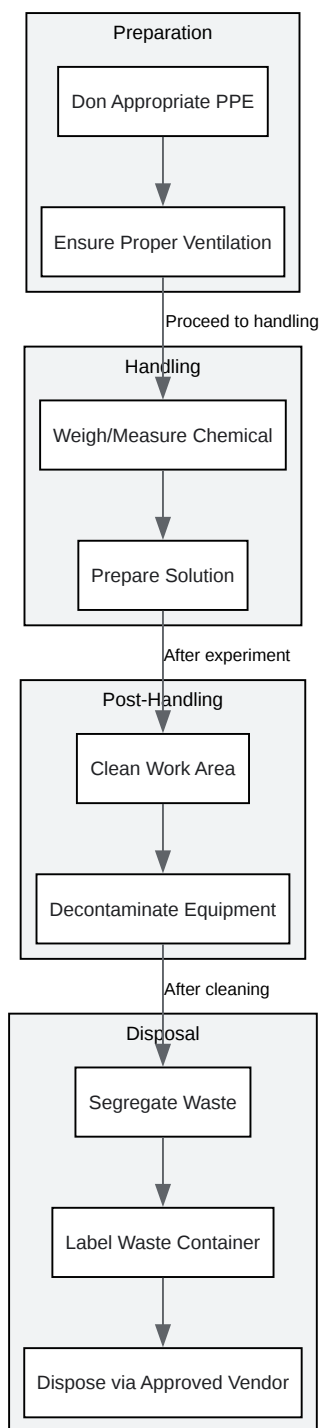 Preparation
Don Appropriate PPE
Ensure Proper Ventilation
Proceed to handling
Handling
Weigh/Measure Chemical
Prepare Solution
After experiment
Post-Handling
Clean Work Area
Decontaminate Equipment
After cleaning
Disposal
Segregate Waste
Label Waste Container
Dispose via Approved Vendor